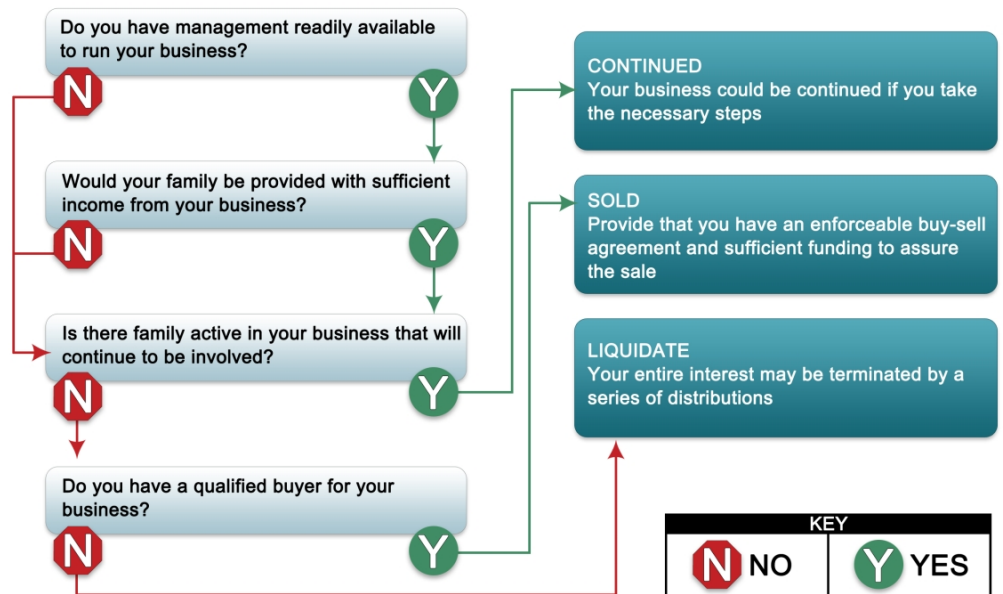 Do you have management readily available
to run your business?
N
Y
Would your family be provided with sufficient
income from your business?
N
Y
Is there family active in your business that will
continue to be involved?
N
Y
Do you have a qualified buyer for your
business?
N
Y
CONTINUED
Your business could be continued if you take
the necessary steps
SOLD
Provide that you have an enforceable buy-sell
agreement and sufficient funding to assure
the sale
LIQUIDATE
Your entire interest may be terminated by a
series of distributions
KEY
N NO
Y YES